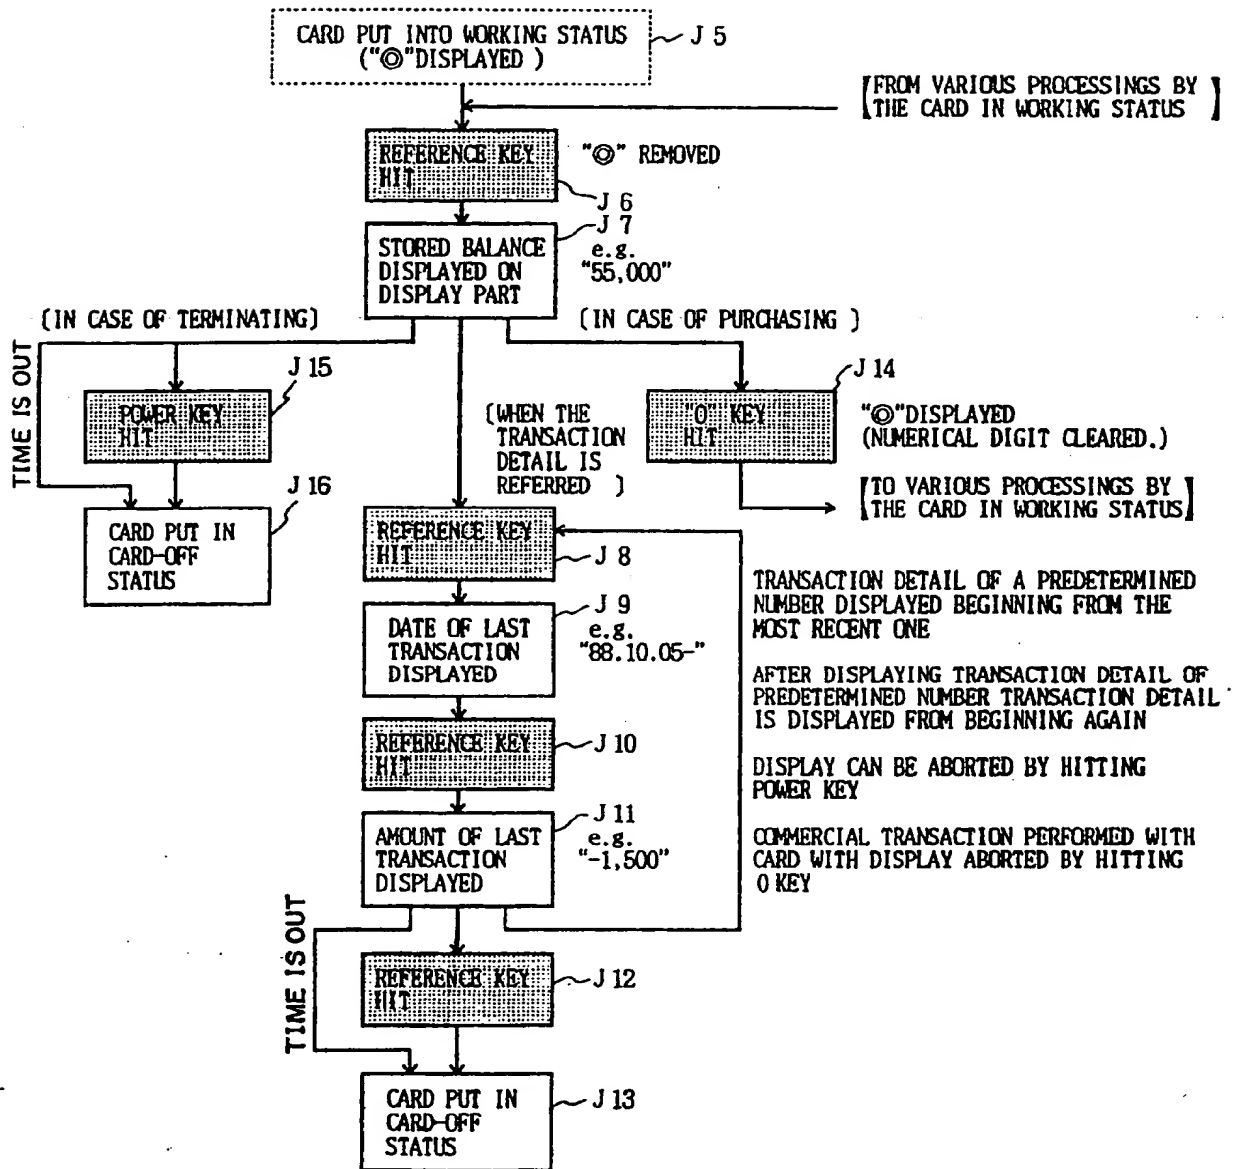 CARD PUT INTO WORKING STATUS
("◎"DISPLAYED )
J 5
[FROM VARIOUS PROCESSINGS BY
THE CARD IN WORKING STATUS ]
REFERENCE KEY
HIT
"◎" REMOVED
J 6
J 7
STORED BALANCE
DISPLAYED ON
DISPLAY PART
e.g.
"55,000"
(IN CASE OF TERMINATING)
(IN CASE OF PURCHASING )
TIME IS OUT
J 15
POWER KEY
HIT
J 14
"0" KEY
HIT
"◎"DISPLAYED
(NUMERICAL DIGIT CLEARED.)
(WHEN THE
TRANSACTION
DETAIL IS
REFERRED )
J 16
CARD PUT IN
CARD-OFF
STATUS
[TO VARIOUS PROCESSINGS BY
THE CARD IN WORKING STATUS]
REFERENCE KEY
HIT
J 8
J 9
DATE OF LAST
TRANSACTION
DISPLAYED
e.g.
"88.10.05-"
TRANSACTION DETAIL OF A PREDETERMINED
NUMBER DISPLAYED BEGINNING FROM THE
MOST RECENT ONE
AFTER DISPLAYING TRANSACTION DETAIL OF
PREDETERMINED NUMBER TRANSACTION DETAIL
IS DISPLAYED FROM BEGINNING AGAIN
REFERENCE KEY
HIT
J 10
DISPLAY CAN BE ABORTED BY HITTING
POWER KEY
J 11
AMOUNT OF LAST
TRANSACTION
DISPLAYED
e.g.
"-1,500"
COMMERCIAL TRANSACTION PERFORMED WITH
CARD WITH DISPLAY ABORTED BY HITTING
0 KEY
TIME IS OUT
REFERENCE KEY
HIT
J 12
CARD PUT IN
CARD-OFF
STATUS
J 13